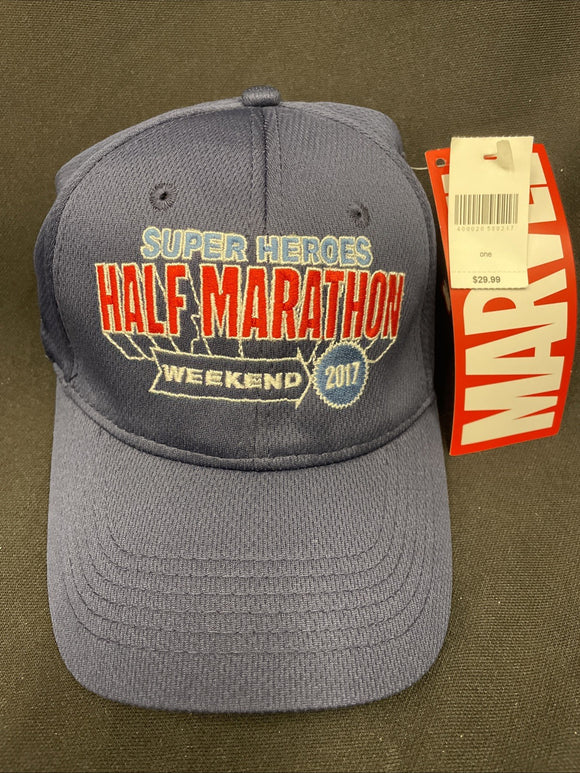 SUPER HEROES
HALF MARATHON
WEEKEND 2017
one
$29.99
MARVEL